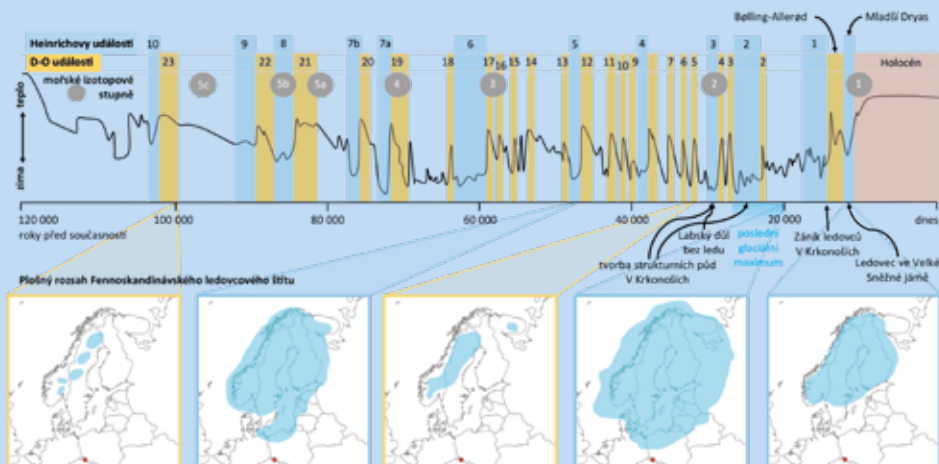 Bølling-Allerød
Mladší Dryas
Heinrichovy události
10 9 8 7b 7a 6 5 4 3 2 1
D-O události
23 22 21 20 19 18 17 16 15 14 13 12 11 10 9 8 7 5 6 5 4 3 2
Holocén
mořské izotopové
stupně
5c 5b 5a 4 3 2 1
teplo
zima
120 000 100 000 80 000 60 000 40 000 20 000 dnes
roky před současností
Labský důl
bez ledu
poslední
glaciální
maximum
Zánik ledovců
V Krkonoších
tvorba strukturních půd
V Krkonoších
Ledovec ve Velké
Sněžné jámě
Plošný rozsah Fennoskandinávského ledovcového štítu